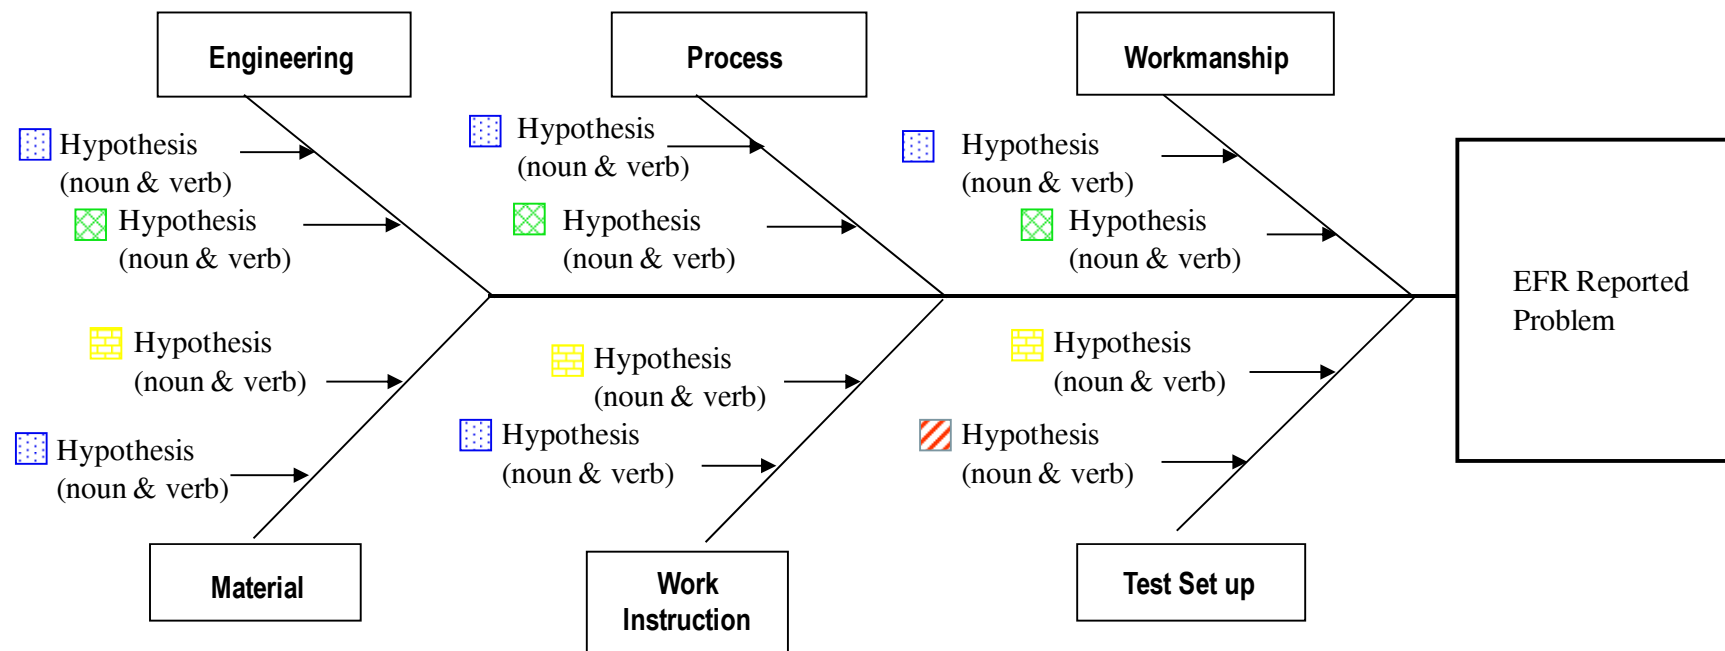 Engineering
Process
Workmanship
Hypothesis
(noun & verb)
Hypothesis
(noun & verb)
Hypothesis
(noun & verb)
Hypothesis
(noun & verb)
Hypothesis
(noun & verb)
Hypothesis
(noun & verb)
EFR Reported
Problem
Hypothesis
(noun & verb)
Hypothesis
(noun & verb)
Hypothesis
(noun & verb)
Hypothesis
(noun & verb)
Hypothesis
(noun & verb)
Hypothesis
(noun & verb)
Material
Work
Instruction
Test Set up